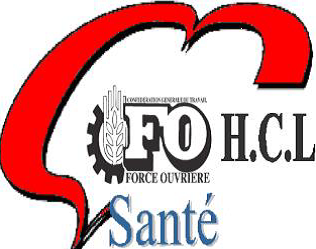 CONFEDERATION GENERALE DU TRAVAIL
FO H.C.L
FORCE OUVRIERE
Santé